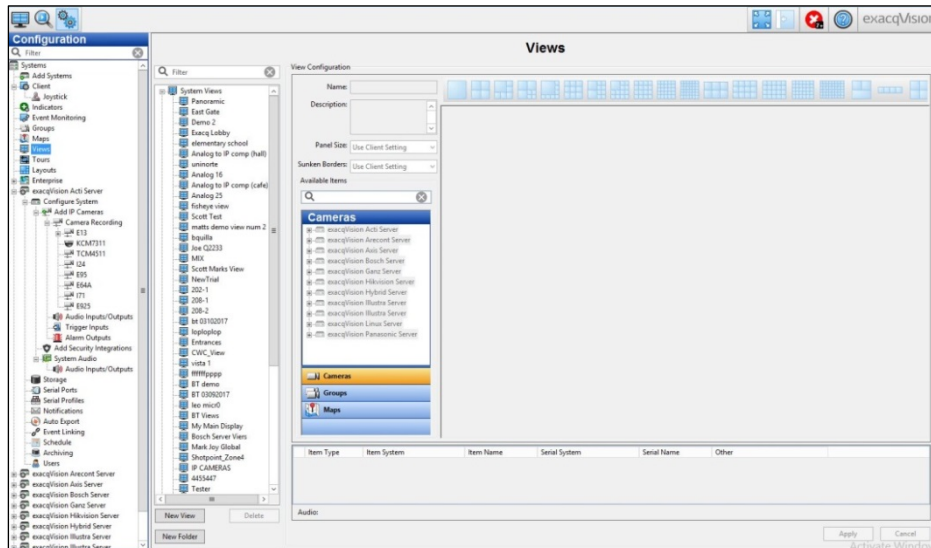 exacqVision
Configuration
Filter
Systems
Add Systems
Client
Joystick
Indicators
Event Monitoring
Groups
Maps
Views
Tours
Layouts
Enterprise
exacqVision Acti Server
Configure System
Add IP Cameras
Camera Recording
E13
KCM7311
TCM4511
I24
E95
E64A
I71
E925
Audio Inputs/Outputs
Trigger Inputs
Alarm Outputs
Add Security Integrations
System Audio
Audio Inputs/Outputs
Storage
Serial Ports
Serial Profiles
Notifications
Auto Export
Event Linking
Schedule
Archiving
Users
exacqVision Arecont Server
exacqVision Axis Server
exacqVision Bosch Server
exacqVision Ganz Server
exacqVision Hikvision Server
exacqVision Hybrid Server
exacqVision Illustra Server
exacqVision Illustra Server
Views
Filter
System Views
Panoramic
East Gate
Demo 2
Exacq Lobby
elementary school
Analog to IP comp (hall)
uninorte
Analog 16
Analog to IP comp (cafe)
Analog 25
fisheye view
Scott Test
matts demo view num 2
bquilla
Joe Q2233
MIX
Scott Marks View
NewTrial
202-1
208-1
208-2
bt 03102017
loploplop
Entrances
CWC_View
vista 1
ffffffpppp
BT demo
BT 03092017
leo micr0
BT Views
My Main Display
Bosch Server Viers
Mark Joy Global
Shotpoint_Zone4
IP CAMERAS
4455447
Tester
New View
Delete
New Folder
View Configuration
Name:
Description:
Panel Size: Use Client Setting
Sunken Borders: Use Client Setting
Available Items
Cameras
exacqVision Acti Server
exacqVision Arecont Server
exacqVision Axis Server
exacqVision Bosch Server
exacqVision Ganz Server
exacqVision Hikvision Server
exacqVision Hybrid Server
exacqVision Illustra Server
exacqVision Illustra Server
exacqVision Linux Server
exacqVision Panasonic Server
Cameras
Groups
Maps
Item Type Item System Item Name Serial System Serial Name Other
Audio:
Apply Cancel
Activate Window